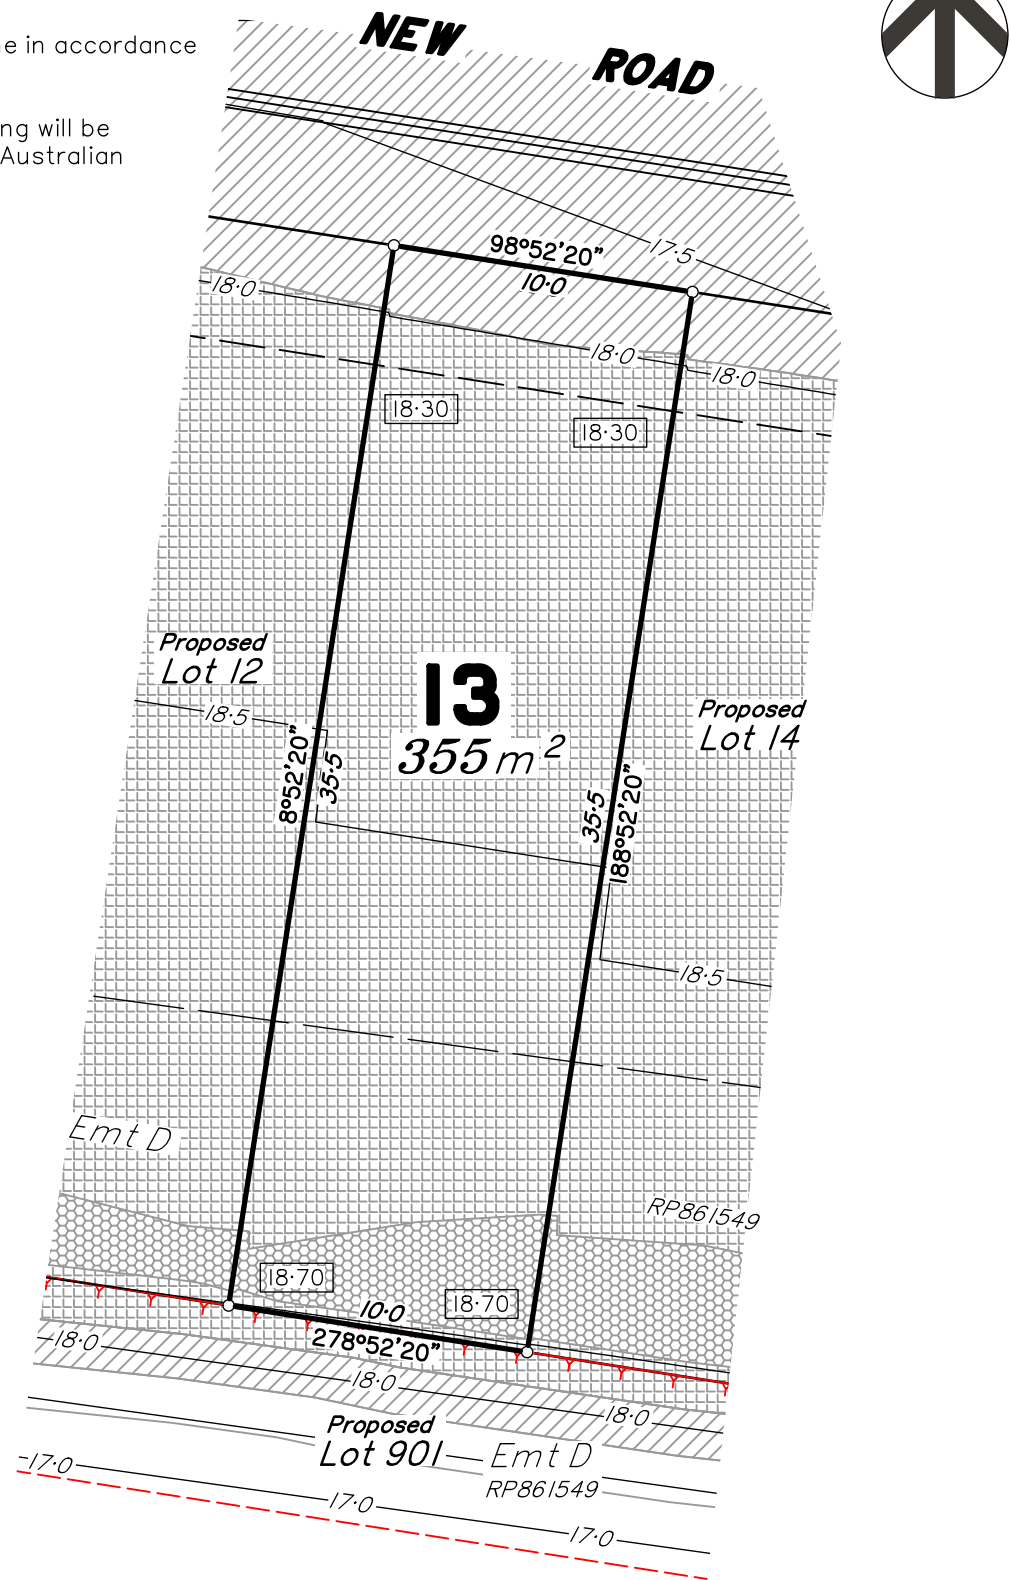 e in accordance
ng will be
Australian
NEW ROAD
17·5
98°52'20"
10·0
18·0
18·0
18·0
18·30
18·30
Proposed
Lot 12
13
355 m²
Proposed
Lot 14
18·5
8°52'20"
35·5
35·5
188°52'20"
18·5
Emt D
RP861549
18·70
18·70
10·0
278°52'20"
18·0
18·0
18·0
Proposed
Lot 901
Emt D
RP861549
17·0
17·0
17·0